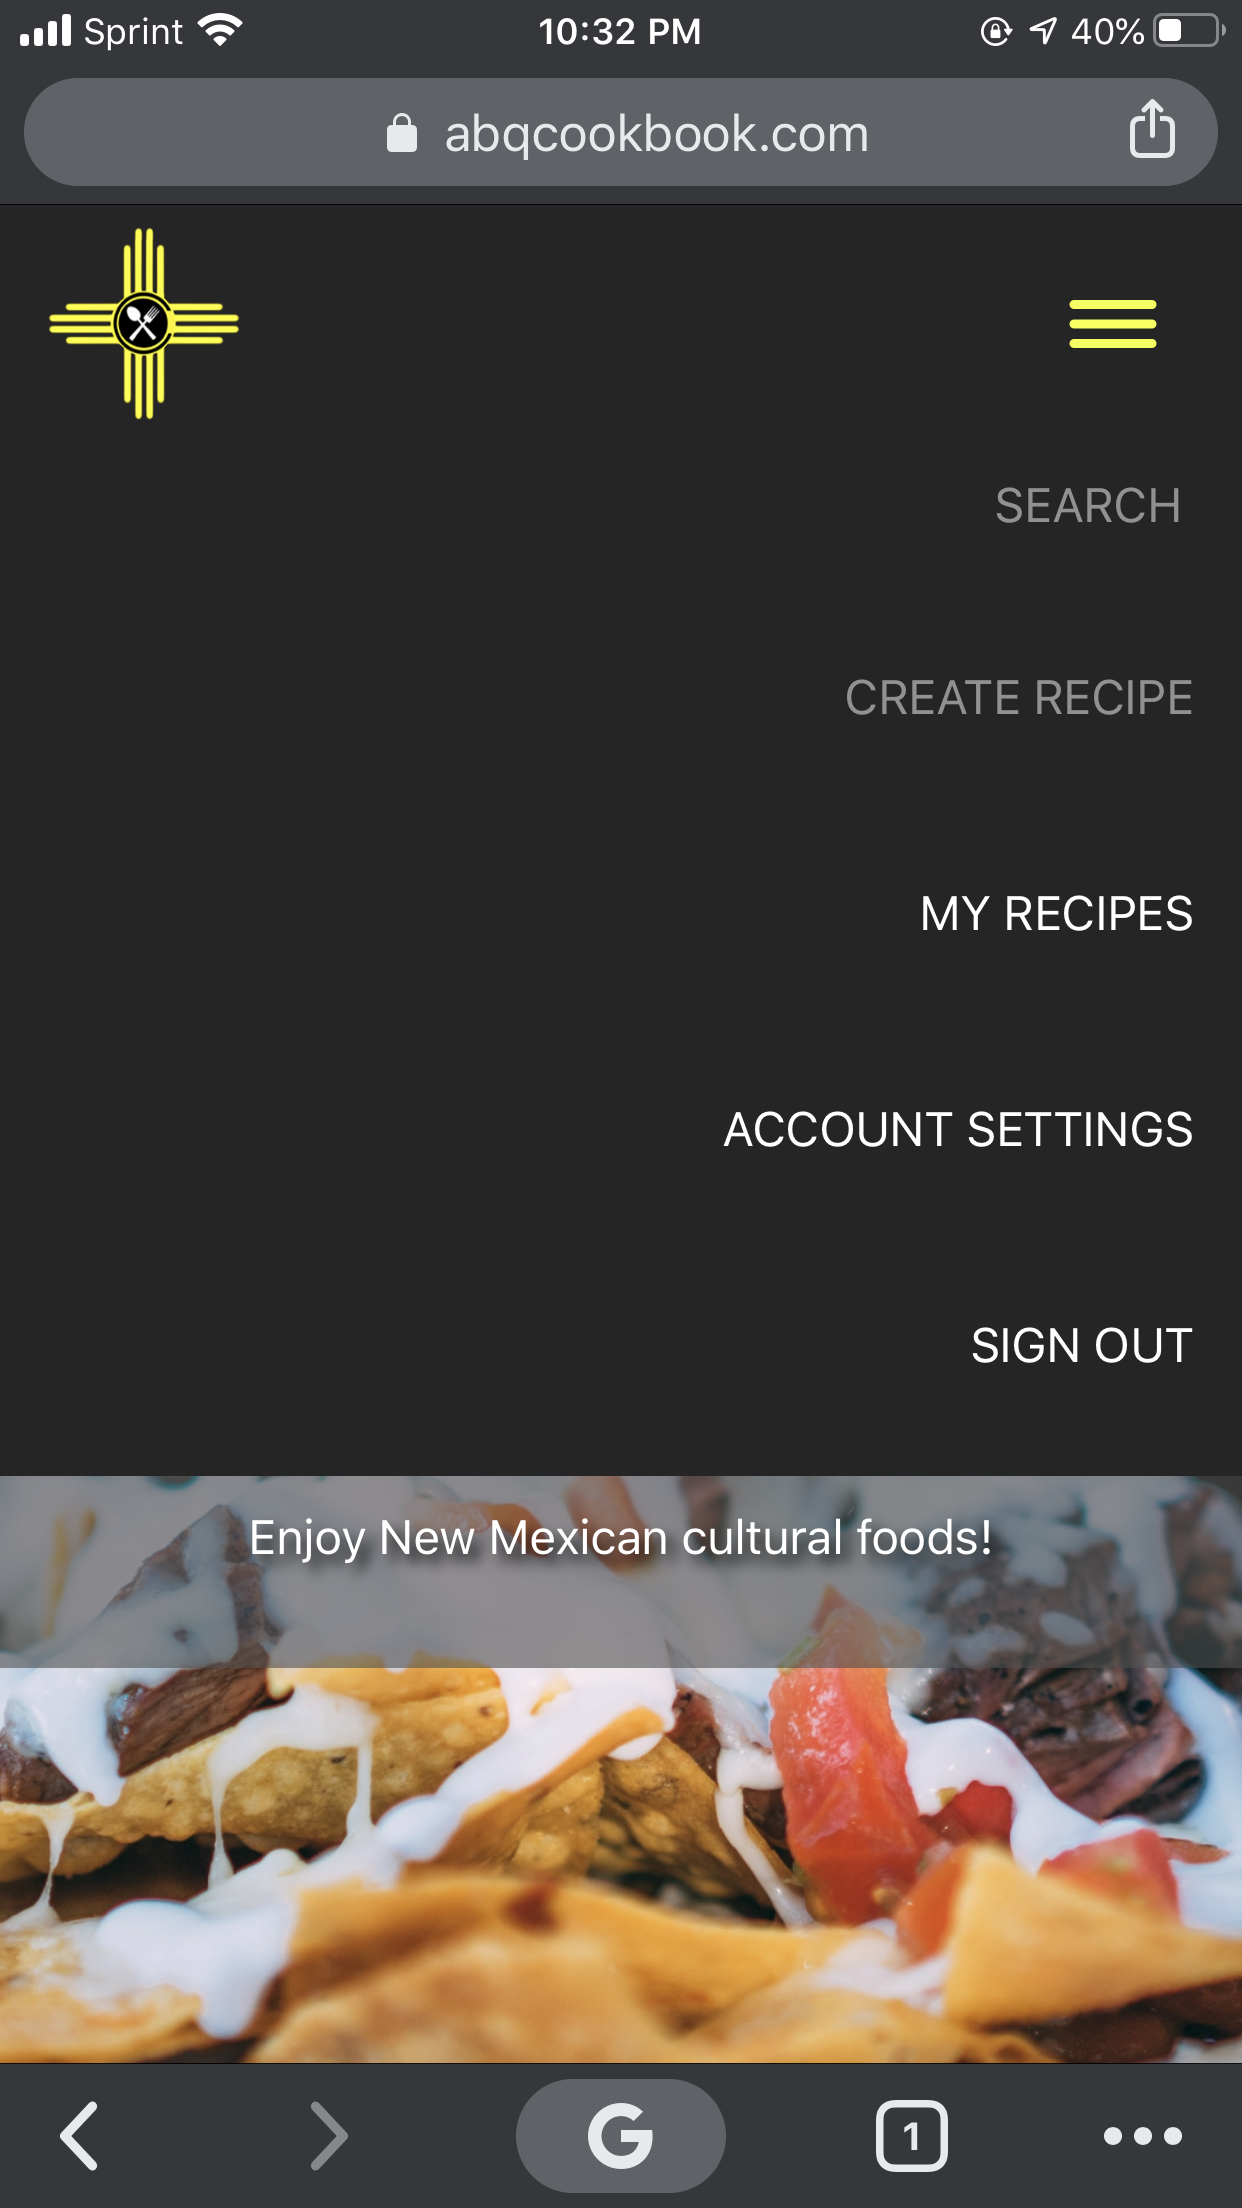 Sprint 10:32 PM 40%
abqcookbook.com
SEARCH
CREATE RECIPE
MY RECIPES
ACCOUNT SETTINGS
SIGN OUT
Enjoy New Mexican cultural foods!
G 1